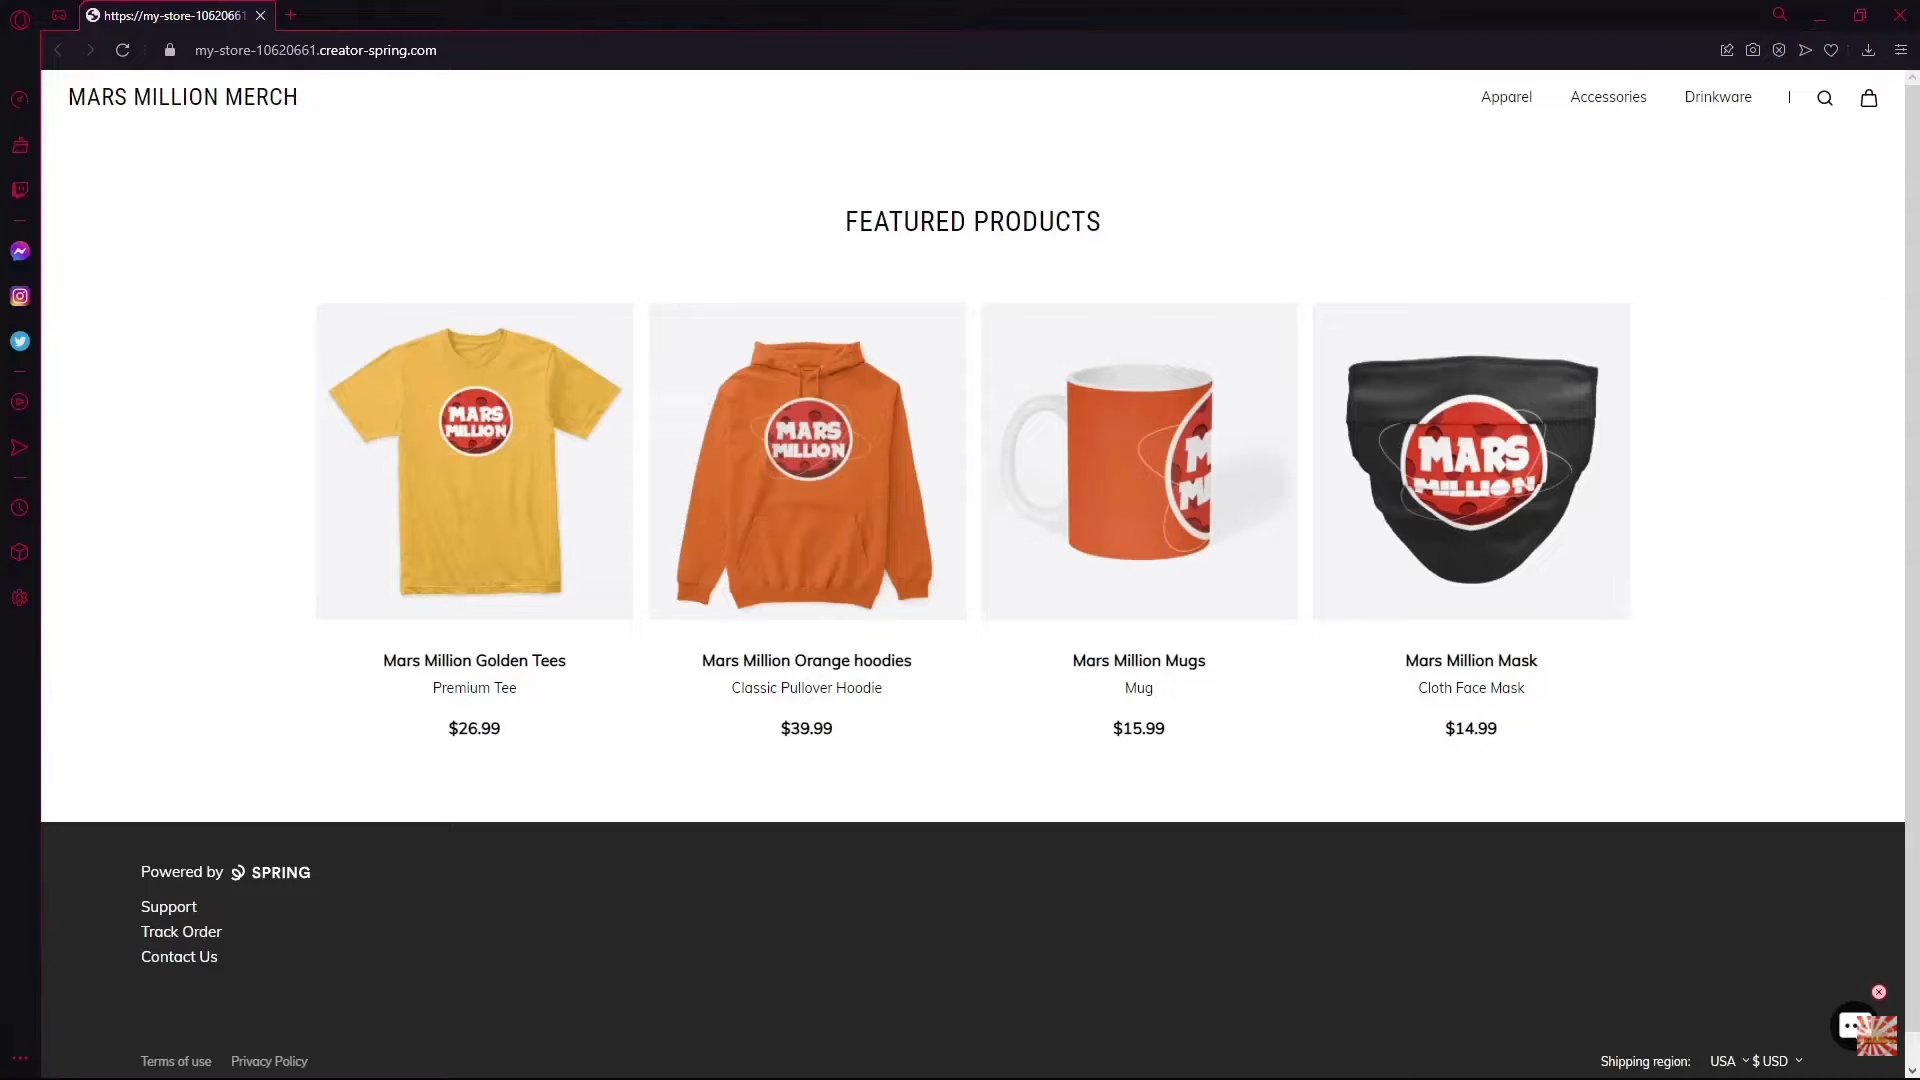 https://my-store-10620661
my-store-10620661.creator-spring.com
MARS MILLION MERCH
Apparel
Accessories
Drinkware
FEATURED PRODUCTS
MARS
MILLION
MARS
MILLION
M
MI
MARS
MILLION
Mars Million Golden Tees
Premium Tee
$26.99
Mars Million Orange hoodies
Classic Pullover Hoodie
$39.99
Mars Million Mugs
Mug
$15.99
Mars Million Mask
Cloth Face Mask
$14.99
Powered by SPRING
Support
Track Order
Contact Us
Terms of use
Privacy Policy
Shipping region: USA $ USD